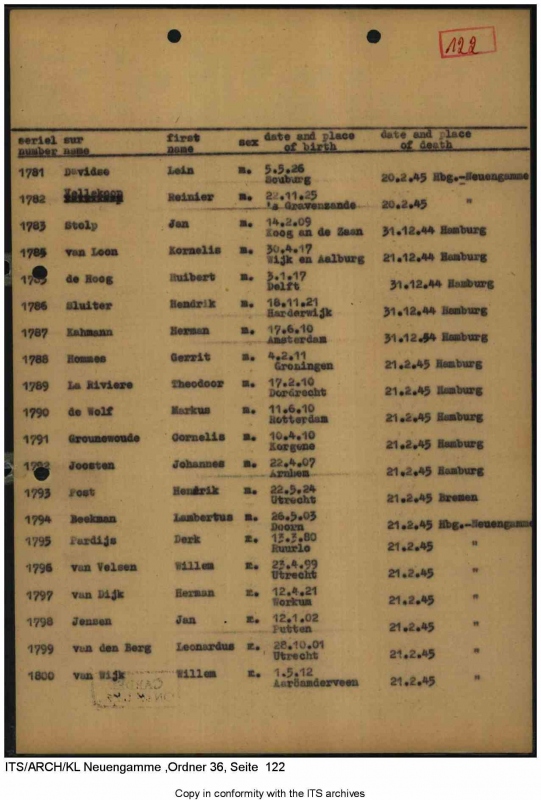 122
seriel sur first sex date and place date and place
number name name of birth of death
1781 Davidse Lein m. 5.5.26 20.2.45 Hbg.-Neuengamme
Souburg
1782 Kellekoop Reinier m. 22.11.25 20.2.45 "
's Gravenzande
1783 Stolp Jan m. 14.2.09 31.12.44 Hamburg
Koog an de Zaan
van Loon Kornelis m. 30.4.17 21.12.44 Hamburg
Wijk en Aalburg
de Hoog Huibert m. 3.1.17 31.12.44 Hamburg
Delft
1786 Sluiter Hendrik m. 18.11.21 31.12.44 Hamburg
Harderwijk
1787 Kahmann Herman m. 17.6.10 31.12.54 Hamburg
Amsterdam
1788 Hommes Gerrit m. 4.2.11 21.2.45 Hamburg
Groningen
1789 La Riviere Theodoor m. 17.2.10 21.2.45 Hamburg
Dordrecht
1790 de Wolf Markus m. 11.6.10 21.2.45 Hamburg
Rotterdam
1791 Grounewoude Cornelis m. 10.4.10 21.2.45 Hamburg
Korgene
1792 Joosten Johannes m. 22.4.07 21.2.45 Hamburg
Arnhem
1793 Post Hendrik m. 22.5.24 21.2.45 Bremen
Utrecht
1794 Beekman Lambertus m. 26.5.03 21.2.45 Hbg.-Neuengamme
Doorn
1795 Pardijs Derk m. 13.3.80 21.2.45 "
Ruurlo
1796 van Velsen Willem m. 23.4.99 21.2.45 "
Utrecht
1797 van Dijk Herman m. 12.4.21 21.2.45 "
Workum
1798 Jensen Jan m. 12.1.02 21.2.45 "
Putten
1799 van den Berg Leonardus m. 28.10.01 21.2.45 "
Utrecht
1800 van Wijk Willem m. 1.5.12 21.2.45 "
Aarönmderveen
ITS/ARCH/KL Neuengamme ,Ordner 36, Seite 122
Copy in conformity with the ITS archives